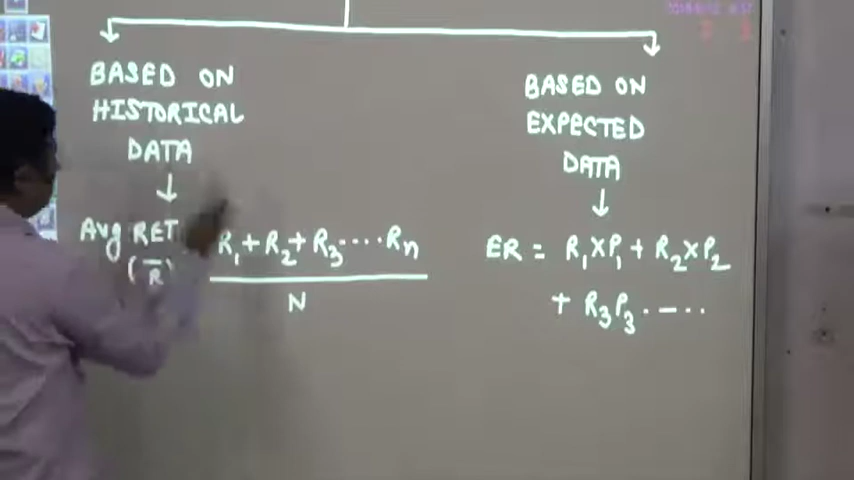 BASED ON
HISTORICAL
DATA
Avg RET
(R̅)
R₁+R₂+R₃....Rₙ
N
BASED ON
EXPECTED
DATA
ER = R₁×P₁ + R₂×P₂
+ R₃P₃.-..